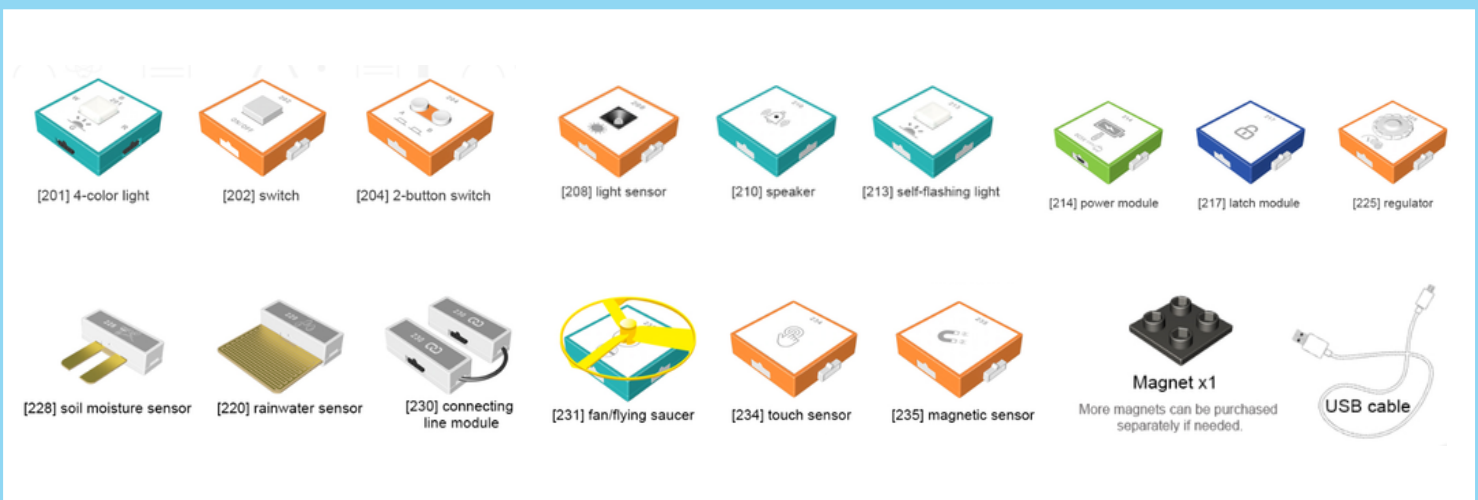 [201] 4-color light
[202] switch
[204] 2-button switch
[208] light sensor
[210] speaker
[213] self-flashing light
[214] power module
[217] latch module
[225] regulator
[228] soil moisture sensor
[220] rainwater sensor
[230] connecting
line module
[231] fan/flying saucer
[234] touch sensor
[235] magnetic sensor
Magnet x1
More magnets can be purchased
separately if needed.
USB cable